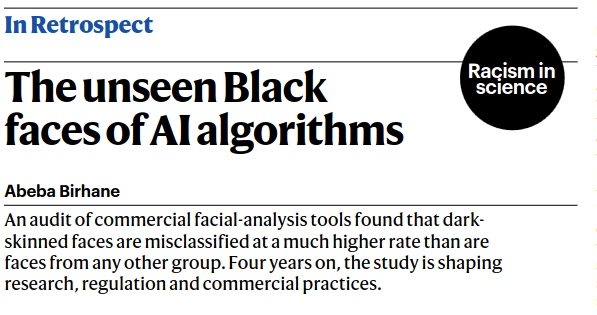 In Retrospect
Racism in
science
The unseen Black
faces of AI algorithms
Abeba Birhane
An audit of commercial facial-analysis tools found that dark-
skinned faces are misclassified at a much higher rate than are
faces from any other group. Four years on, the study is shaping
research, regulation and commercial practices.